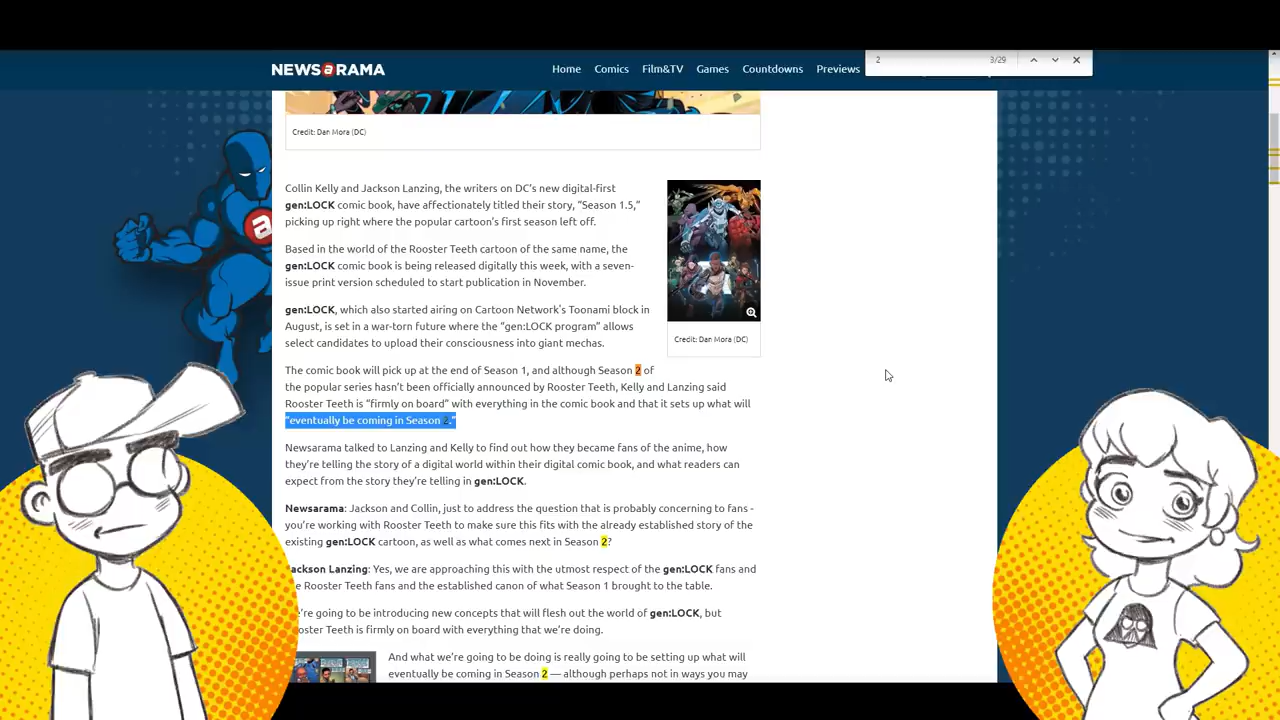 NEWSaRAMA
Home Comics Film&TV Games Countdowns Previews
2 3/29
Credit: Dan Mora (DC)
Collin Kelly and Jackson Lanzing, the writers on DC’s new digital-first
gen:LOCK comic book, have affectionately titled their story, “Season 1.5,”
picking up right where the popular cartoon’s first season left off.
Based in the world of the Rooster Teeth cartoon of the same name, the
gen:LOCK comic book is being released digitally this week, with a seven-
issue print version scheduled to start publication in November.
gen:LOCK, which also started airing on Cartoon Network's Toonami block in
August, is set in a war-torn future where the “gen:LOCK program” allows
select candidates to upload their consciousness into giant mechas.
Credit: Dan Mora (DC)
The comic book will pick up at the end of Season 1, and although Season 2 of
the popular series hasn’t been officially announced by Rooster Teeth, Kelly and Lanzing said
Rooster Teeth is “firmly on board” with everything in the comic book and that it sets up what will
“eventually be coming in Season 2.”
Newsarama talked to Lanzing and Kelly to find out how they became fans of the anime, how
they’re telling the story of a digital world within their digital comic book, and what readers can
expect from the story they’re telling in gen:LOCK.
Newsarama: Jackson and Collin, just to address the question that is probably concerning to fans -
you’re working with Rooster Teeth to make sure this fits with the already established story of the
existing gen:LOCK cartoon, as well as what comes next in Season 2?
ackson Lanzing: Yes, we are approaching this with the utmost respect of the gen:LOCK fans and
e Rooster Teeth fans and the established canon of what Season 1 brought to the table.
’re going to be introducing new concepts that will flesh out the world of gen:LOCK, but
oster Teeth is firmly on board with everything that we’re doing.
And what we’re going to be doing is really going to be setting up what will
eventually be coming in Season 2 — although perhaps not in ways you may